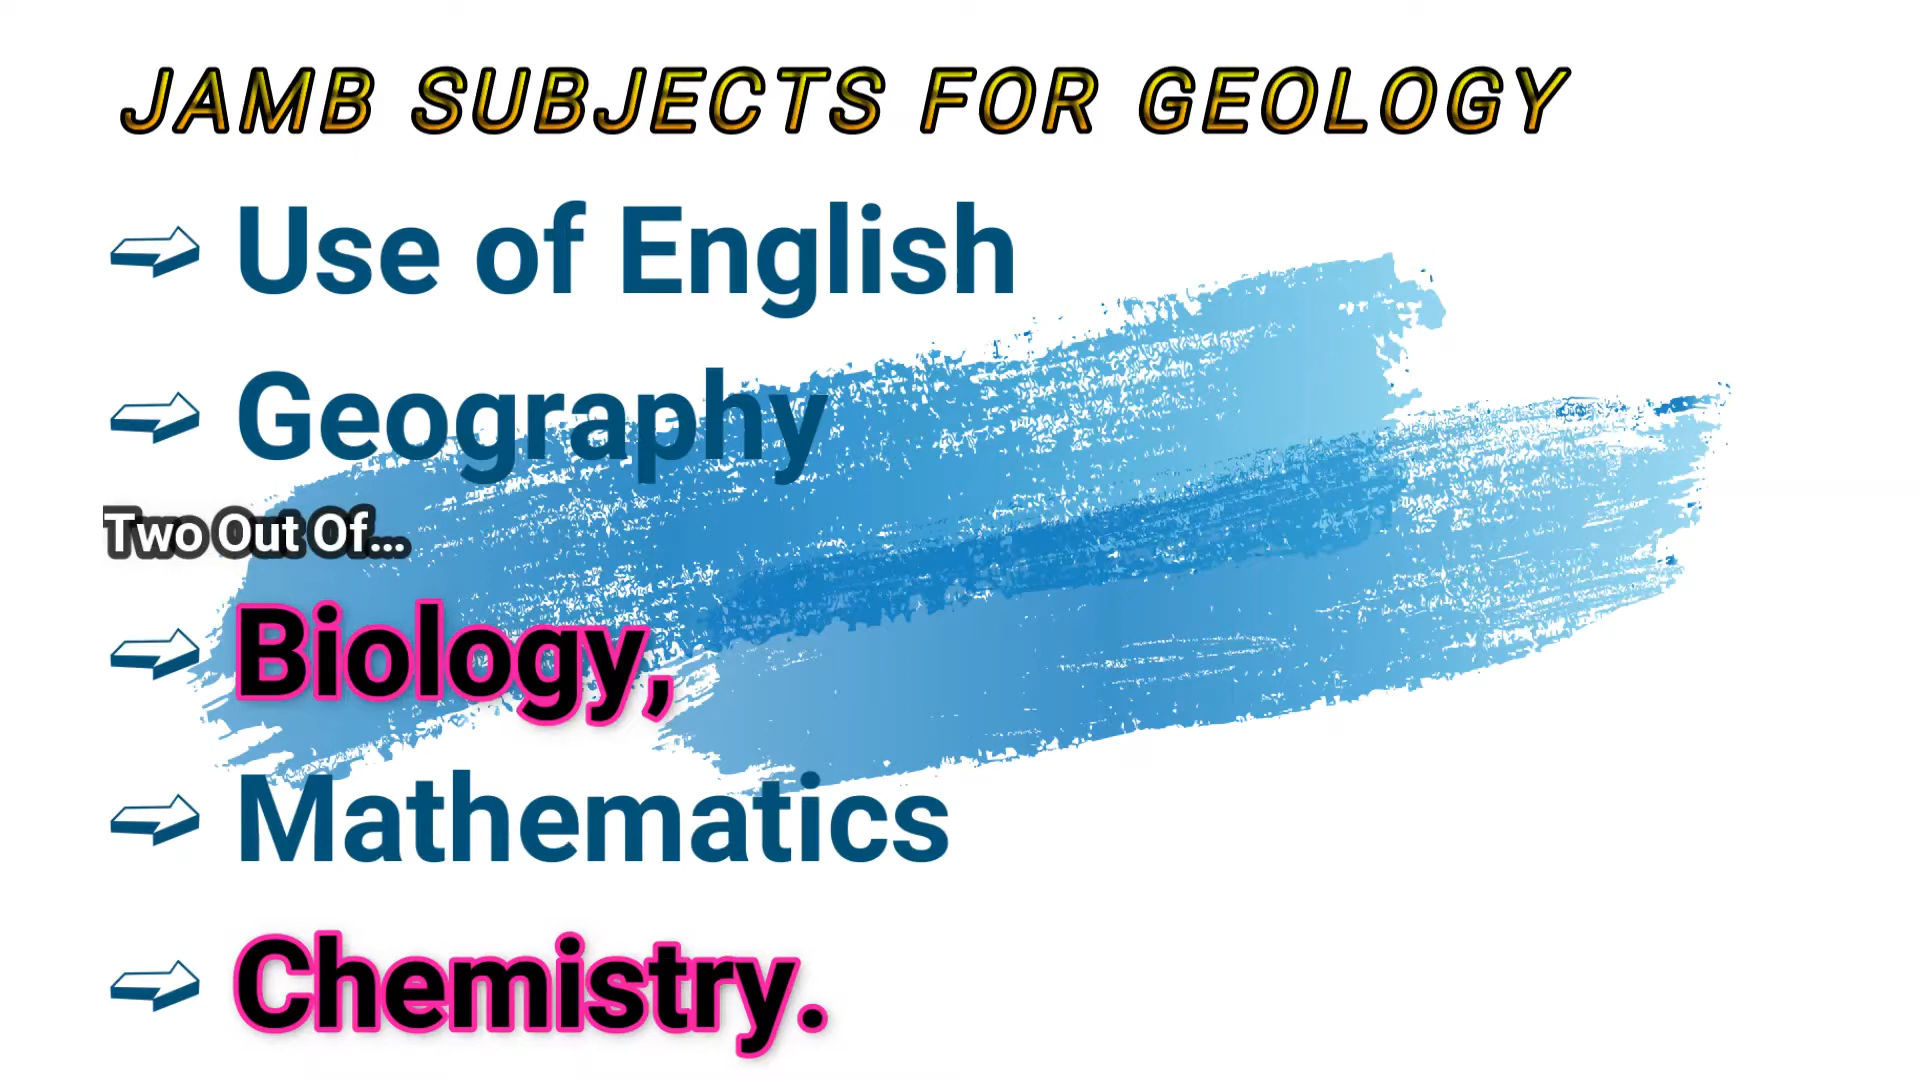 JAMB SUBJECTS FOR GEOLOGY
Use of English
Geography
Two Out Of...
Biology,
Mathematics
Chemistry.